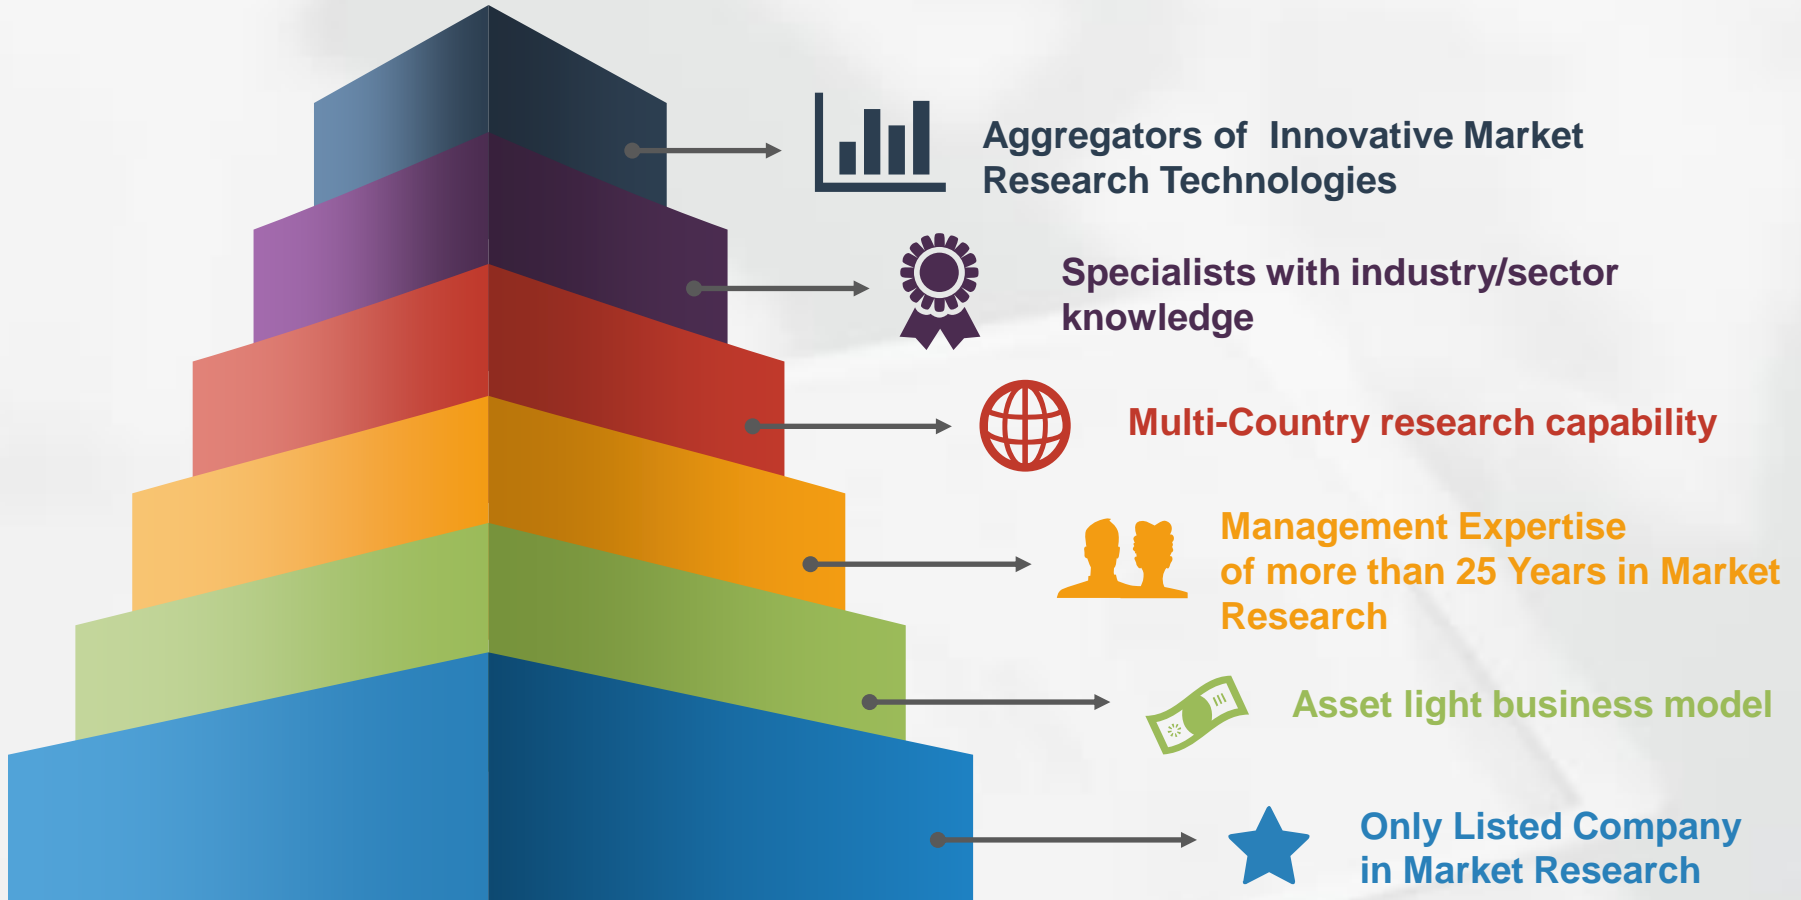 Aggregators of  Innovative Market
Research Technologies
Specialists with industry/sector
knowledge
Multi-Country research capability
Management Expertise
of more than 25 Years in Market
Research
Asset light business model
Only Listed Company
in Market Research